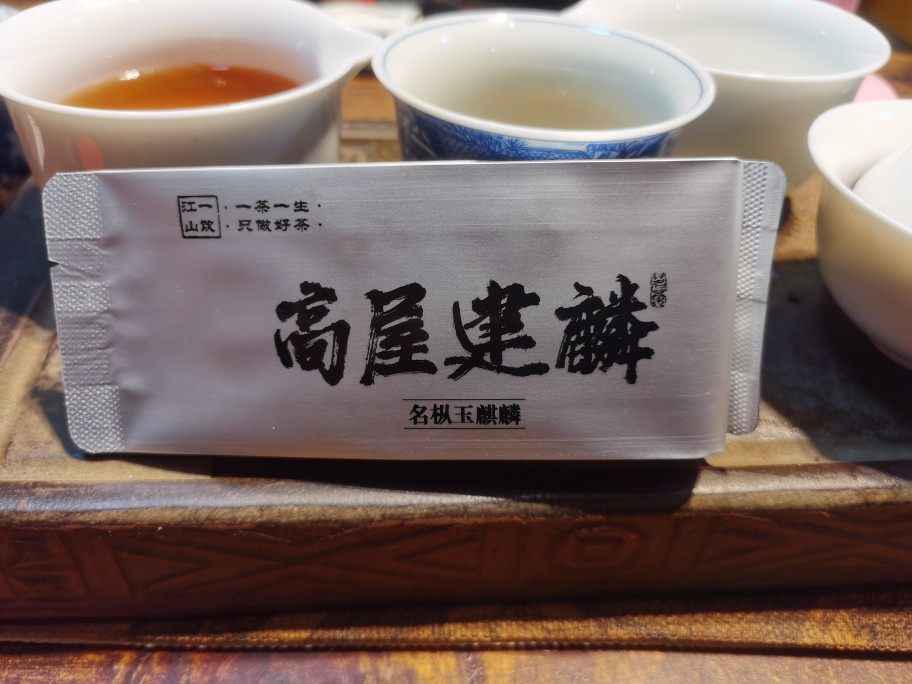 一饮江山
·一茶一生·
·只做好茶·
高屋建麟
名枞玉麒麟